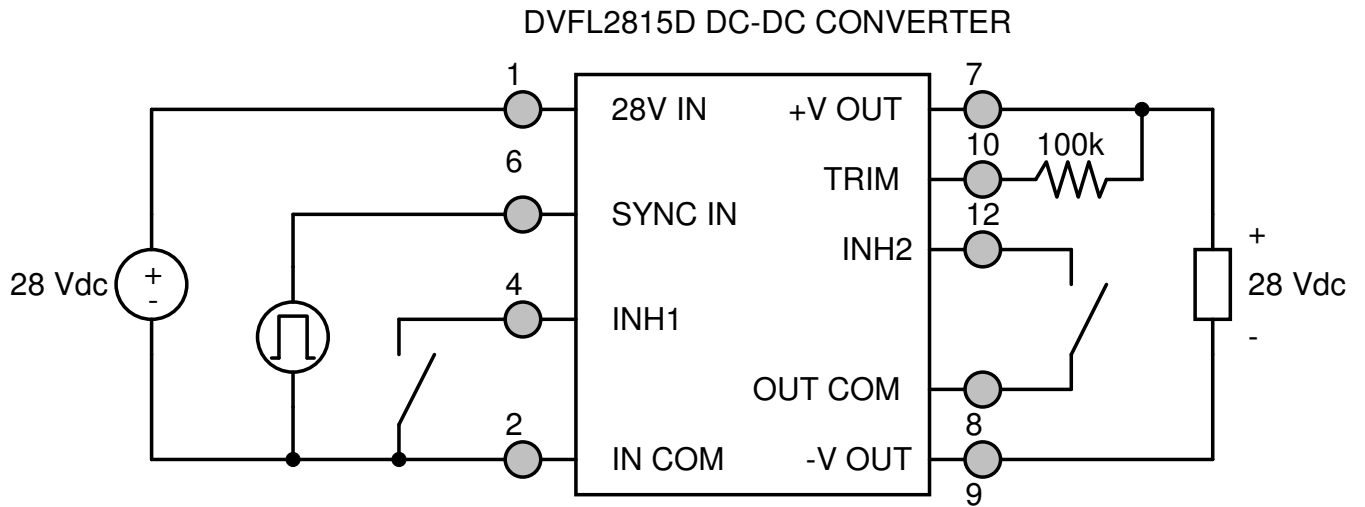 DVFL2815D DC-DC CONVERTER
1
7
28V IN
+V OUT
10
100k
6
TRIM
12
SYNC IN
INH2
+
28 Vdc
+
-
4
28 Vdc
INH1
-
OUT COM
8
2
IN COM
-V OUT
9